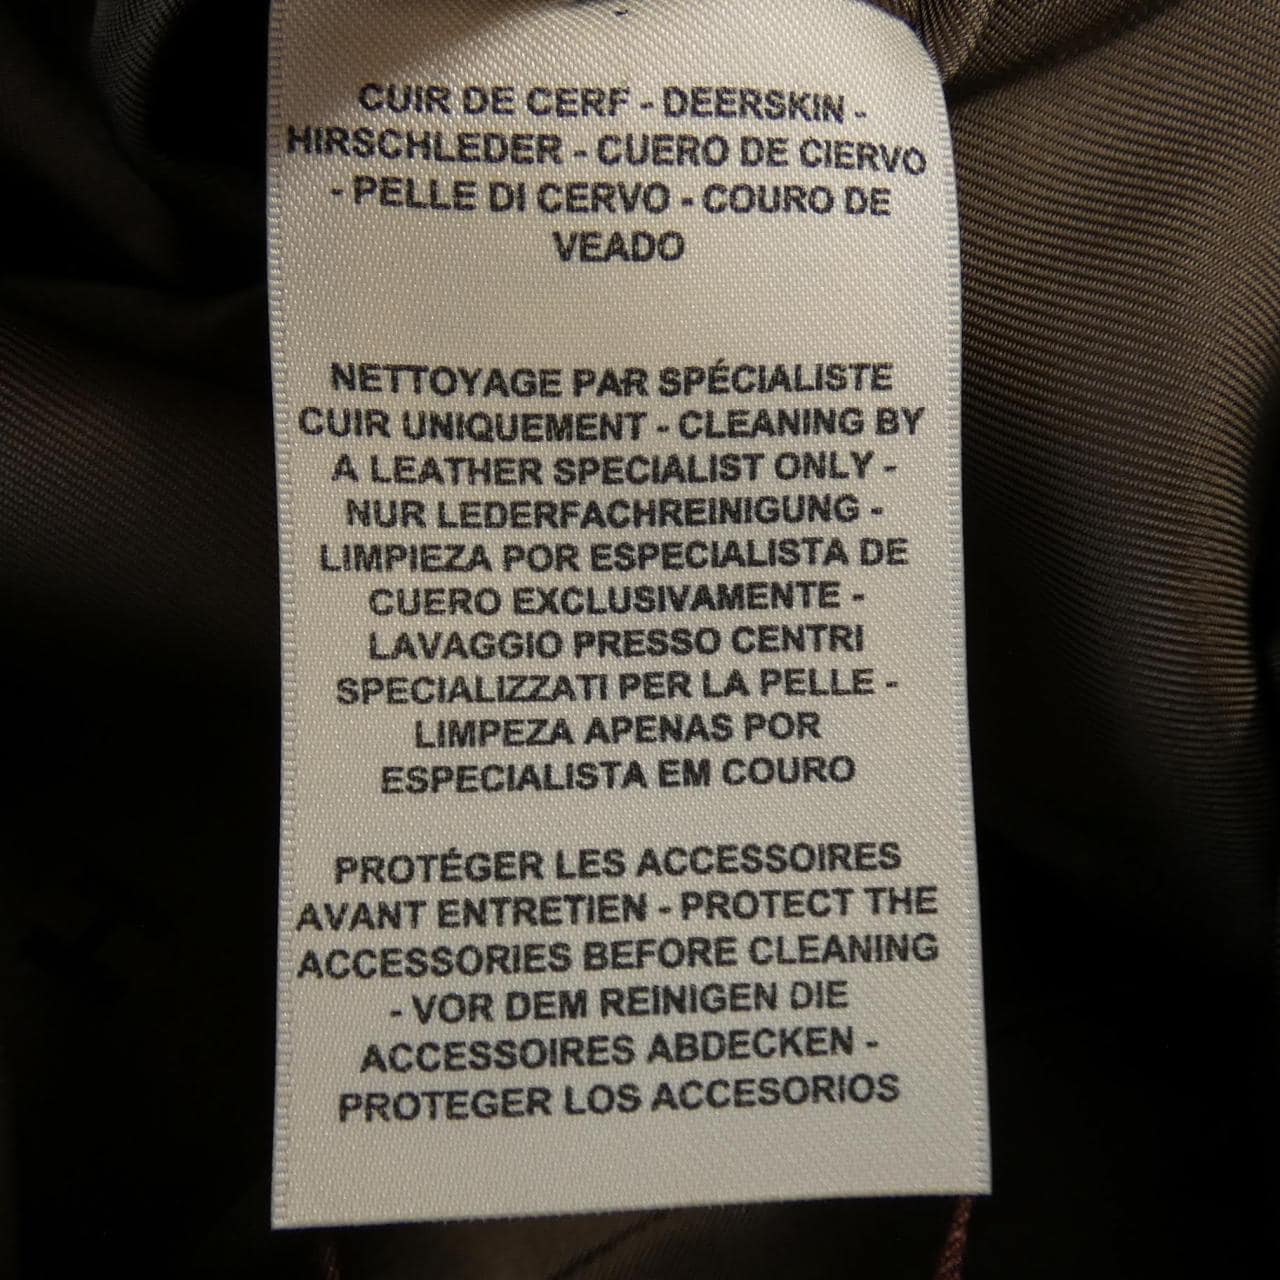 CUIR DE CERF - DEERSKIN -
HIRSCHLEDER - CUERO DE CIERVO
- PELLE DI CERVO - COURO DE
VEADO
NETTOYAGE PAR SPÉCIALISTE
CUIR UNIQUEMENT - CLEANING BY
A LEATHER SPECIALIST ONLY -
NUR LEDERFACHREINIGUNG -
LIMPIEZA POR ESPECIALISTA DE
CUERO EXCLUSIVAMENTE -
LAVAGGIO PRESSO CENTRI
SPECIALIZZATI PER LA PELLE -
LIMPEZA APENAS POR
ESPECIALISTA EM COURO
PROTÉGER LES ACCESSOIRES
AVANT ENTRETIEN - PROTECT THE
ACCESSORIES BEFORE CLEANING
- VOR DEM REINIGEN DIE
ACCESSOIRES ABDECKEN -
PROTEGER LOS ACCESORIOS